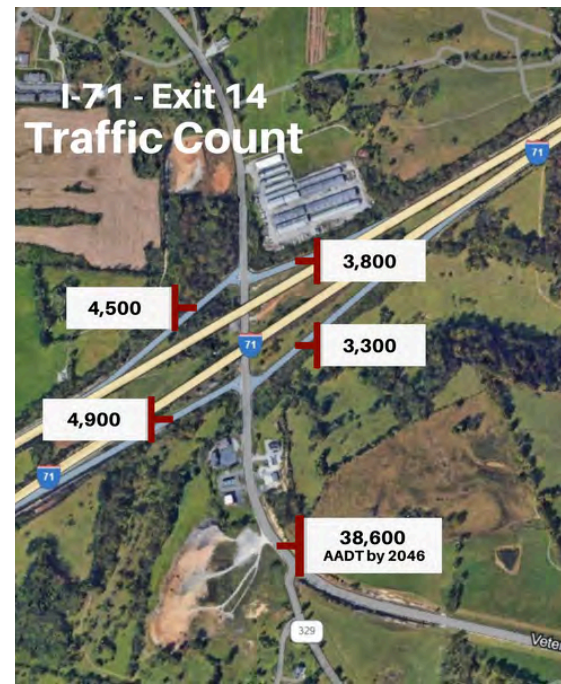 I-71 - Exit 14
Traffic Count
71
3,800
4,500
71
3,300
4,900
71
38,600
AADT by 2046
329
Veter